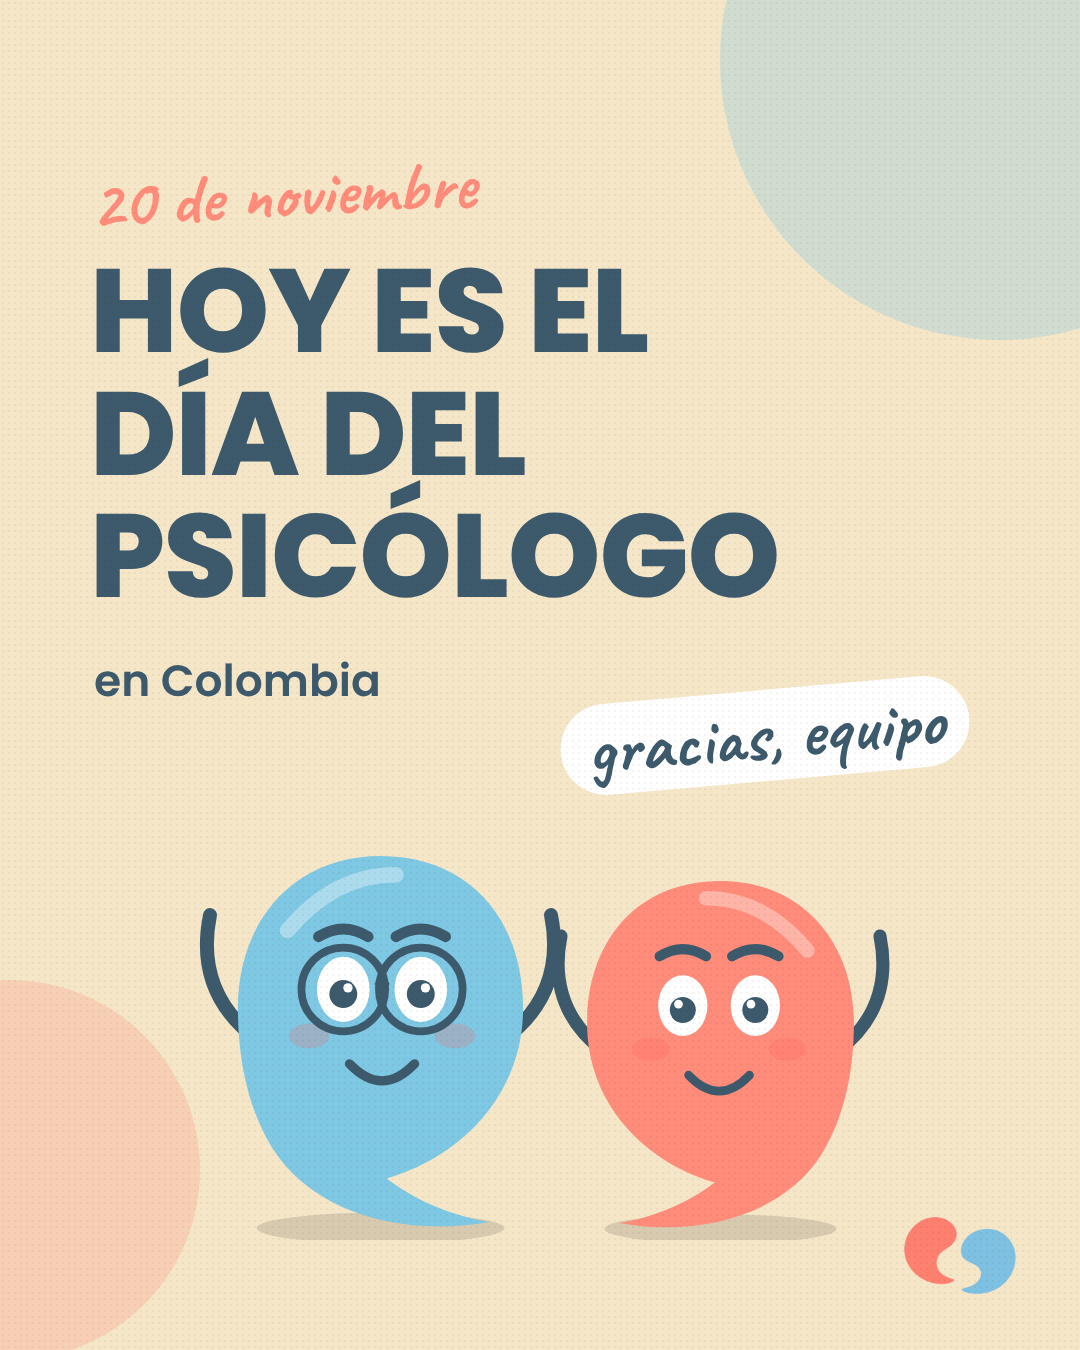 20 de noviembre
HOY ES EL
DÍA DEL
PSICÓLOGO
en Colombia
gracias, equipo